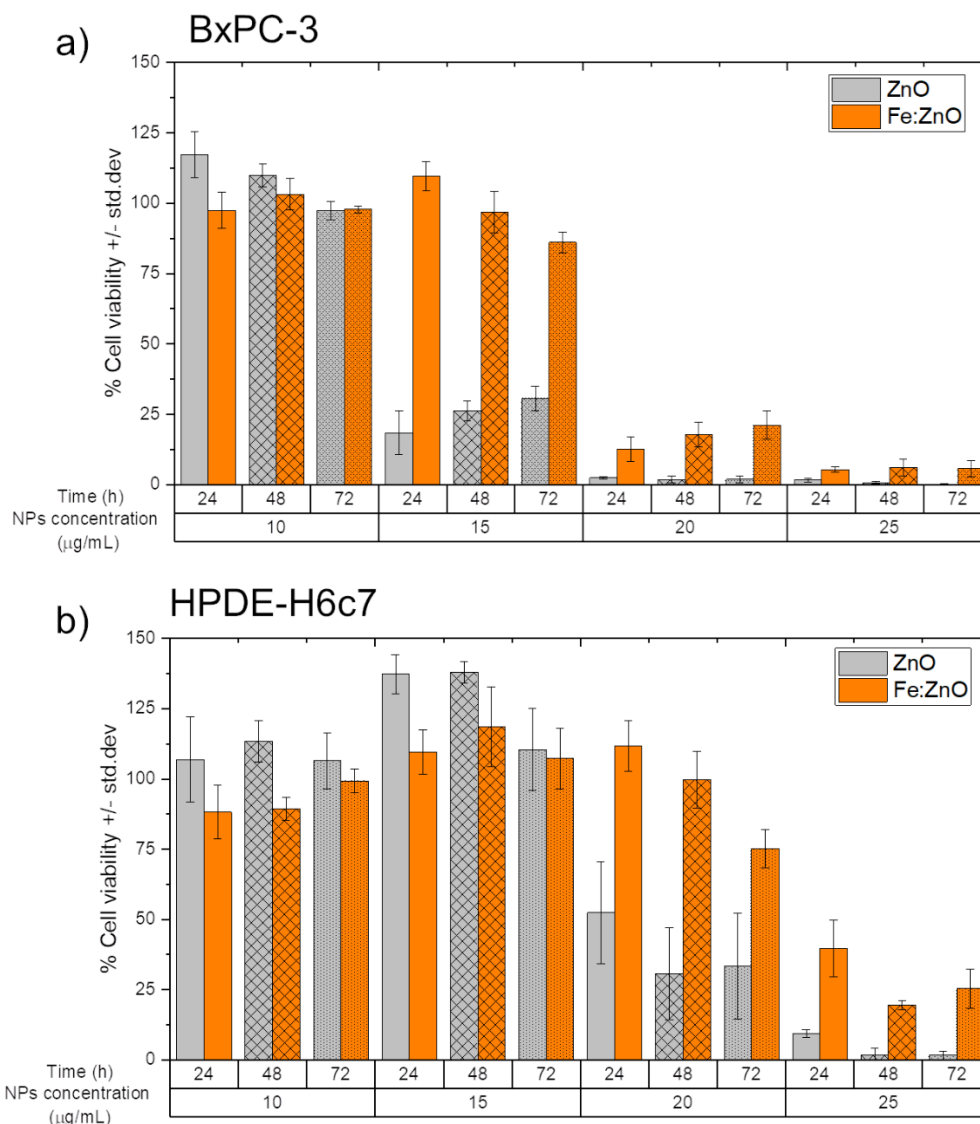 a) BxPC-3
150
ZnO
Fe:ZnO
125
100
75
50
25
0
% Cell viability +/- std.dev
Time (h) 24 48 72 24 48 72 24 48 72 24 48 72
NPs concentration 10 15 20 25
(μg/mL)
b) HPDE-H6c7
150
ZnO
Fe:ZnO
125
100
75
50
25
0
% Cell viability +/- std.dev
Time (h) 24 48 72 24 48 72 24 48 72 24 48 72
NPs concentration 10 15 20 25
(μg/mL)